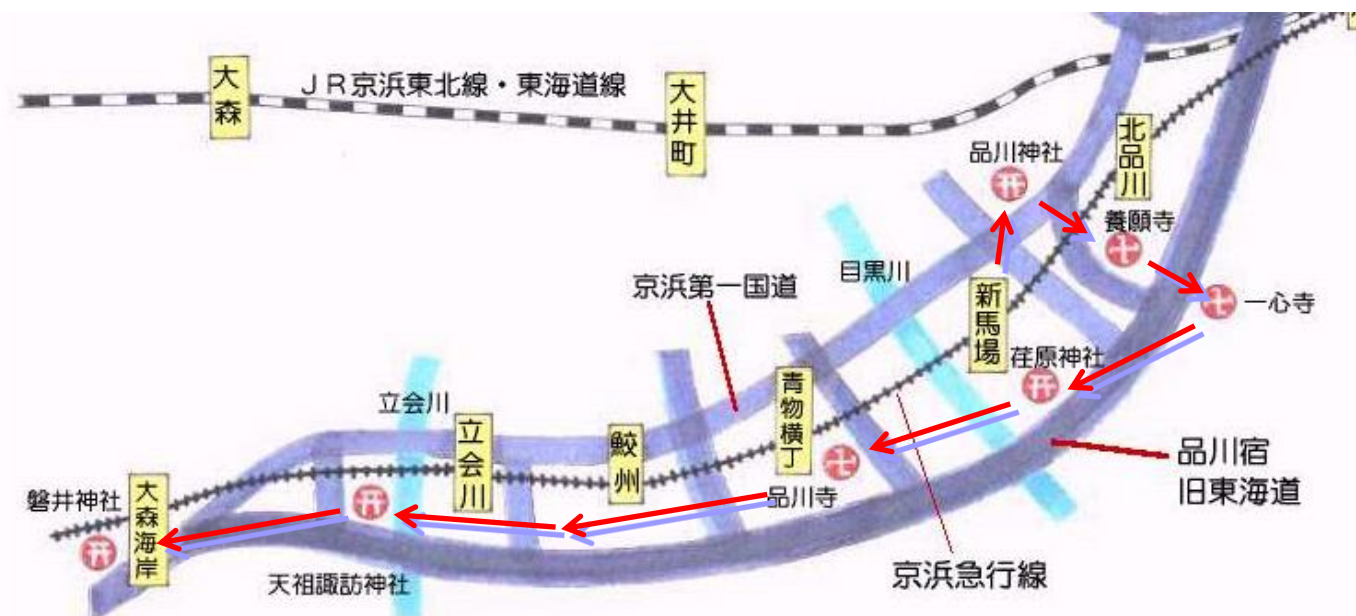 ＪＲ京浜東北線・東海道線
大森
大井町
北品川
品川神社
養願寺
目黒川
京浜第一国道
新馬場
一心寺
荏原神社
青物横丁
立会川
立会川
鮫州
品川宿
旧東海道
品川寺
磐井神社
大森海岸
天祖諏訪神社
京浜急行線